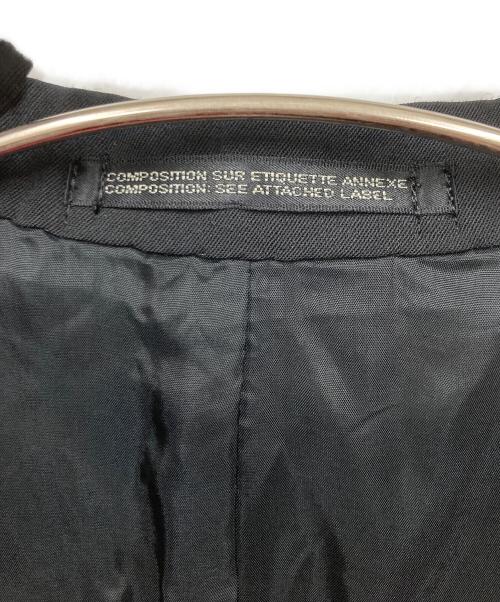 COMPOSITION SUR ETIQUETTE ANNEXE
COMPOSITION: SEE ATTACHED LABEL